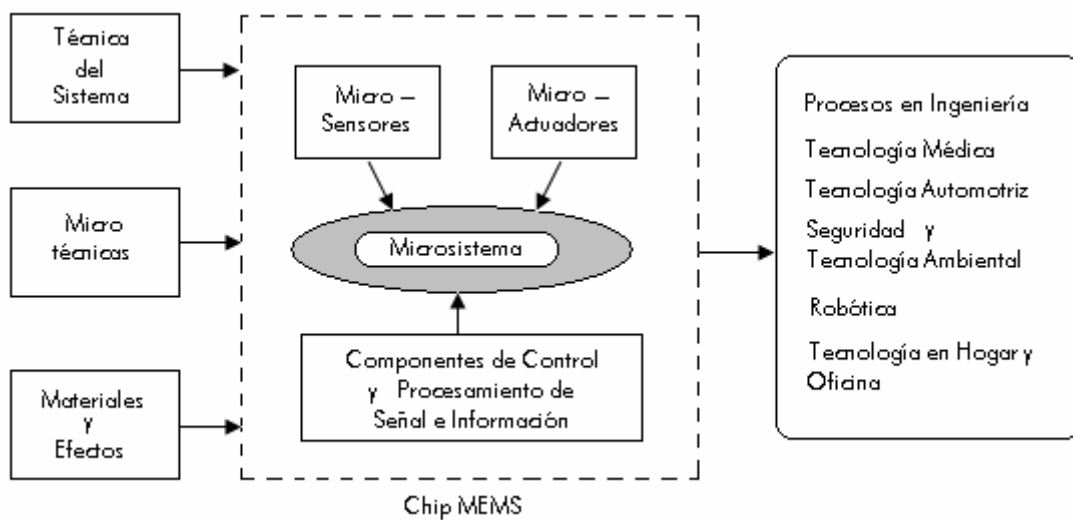 Técnica
del
Sistema
Micro
técnicas
Materiales
y
Efectos
Micro –
Sensores
Micro –
Actuadores
Microsistema
Componentes de Control
y Procesamiento de
Señal e Información
Chip MEMS
Procesos en Ingeniería
Tecnología Médica
Tecnología Automotriz
Seguridad y
Tecnología Ambiental
Robótica
Tecnología en Hogar y
Oficina